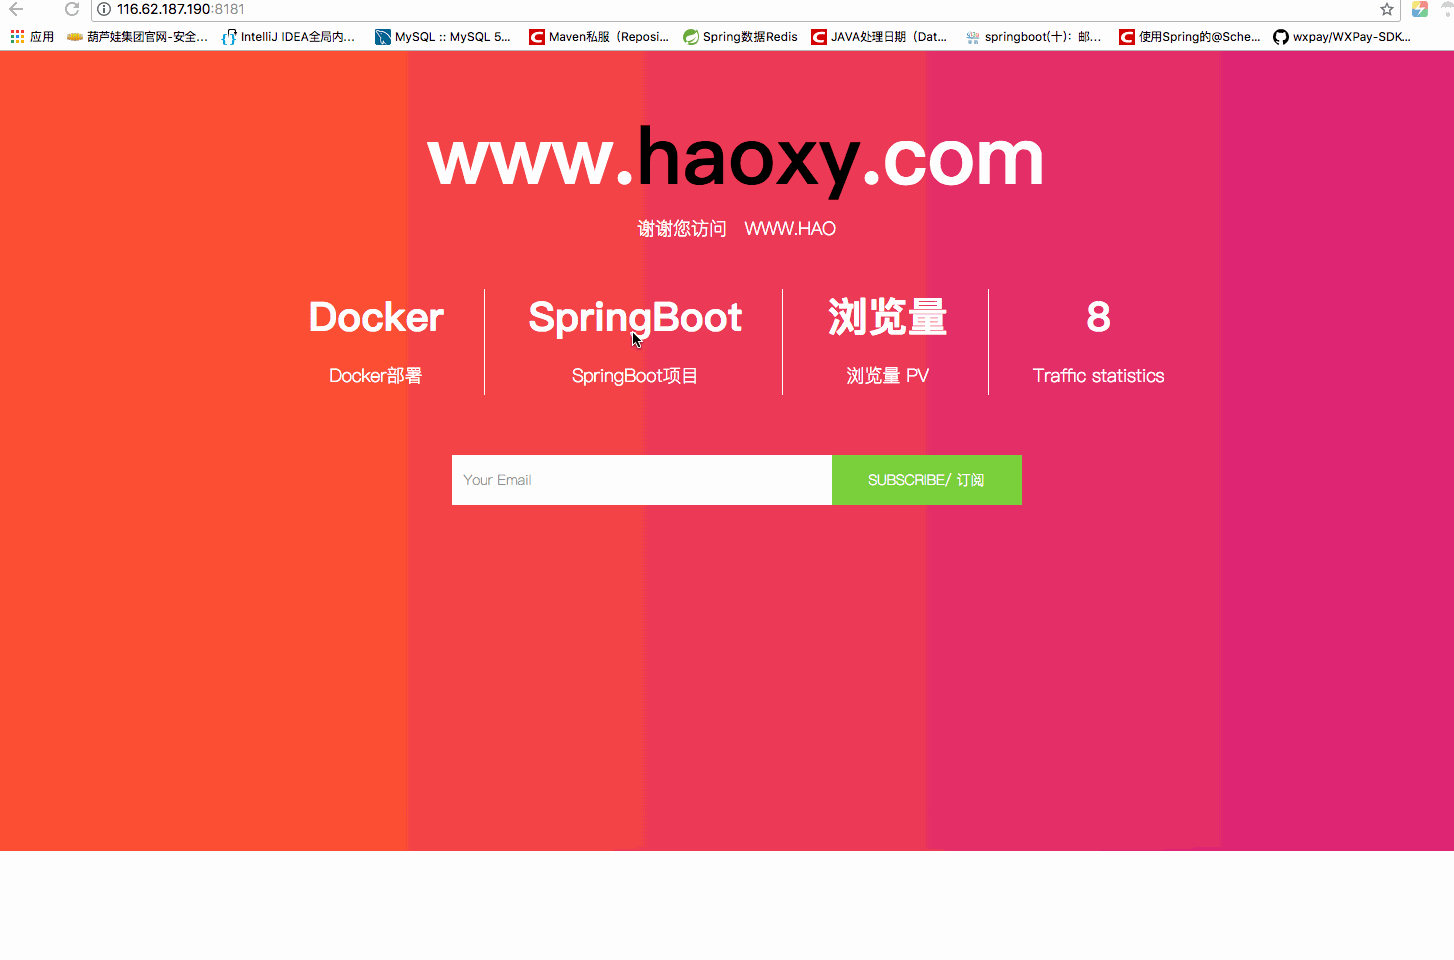 116.62.187.190:8181
应用 葫芦娃集团官网-安全... IntelliJ IDEA全局内... MySQL :: MySQL 5... Maven私服（Reposi... Spring数据Redis JAVA处理日期（Dat... springboot(十)：邮... 使用Spring的@Sche... wxpay/WXPay-SDK...
www.haoxy.com
谢谢您访问 WWW.HAO
Docker SpringBoot 浏览量 8
Docker部署 SpringBoot项目 浏览量 PV Traffic statistics
Your Email SUBSCRIBE/ 订阅